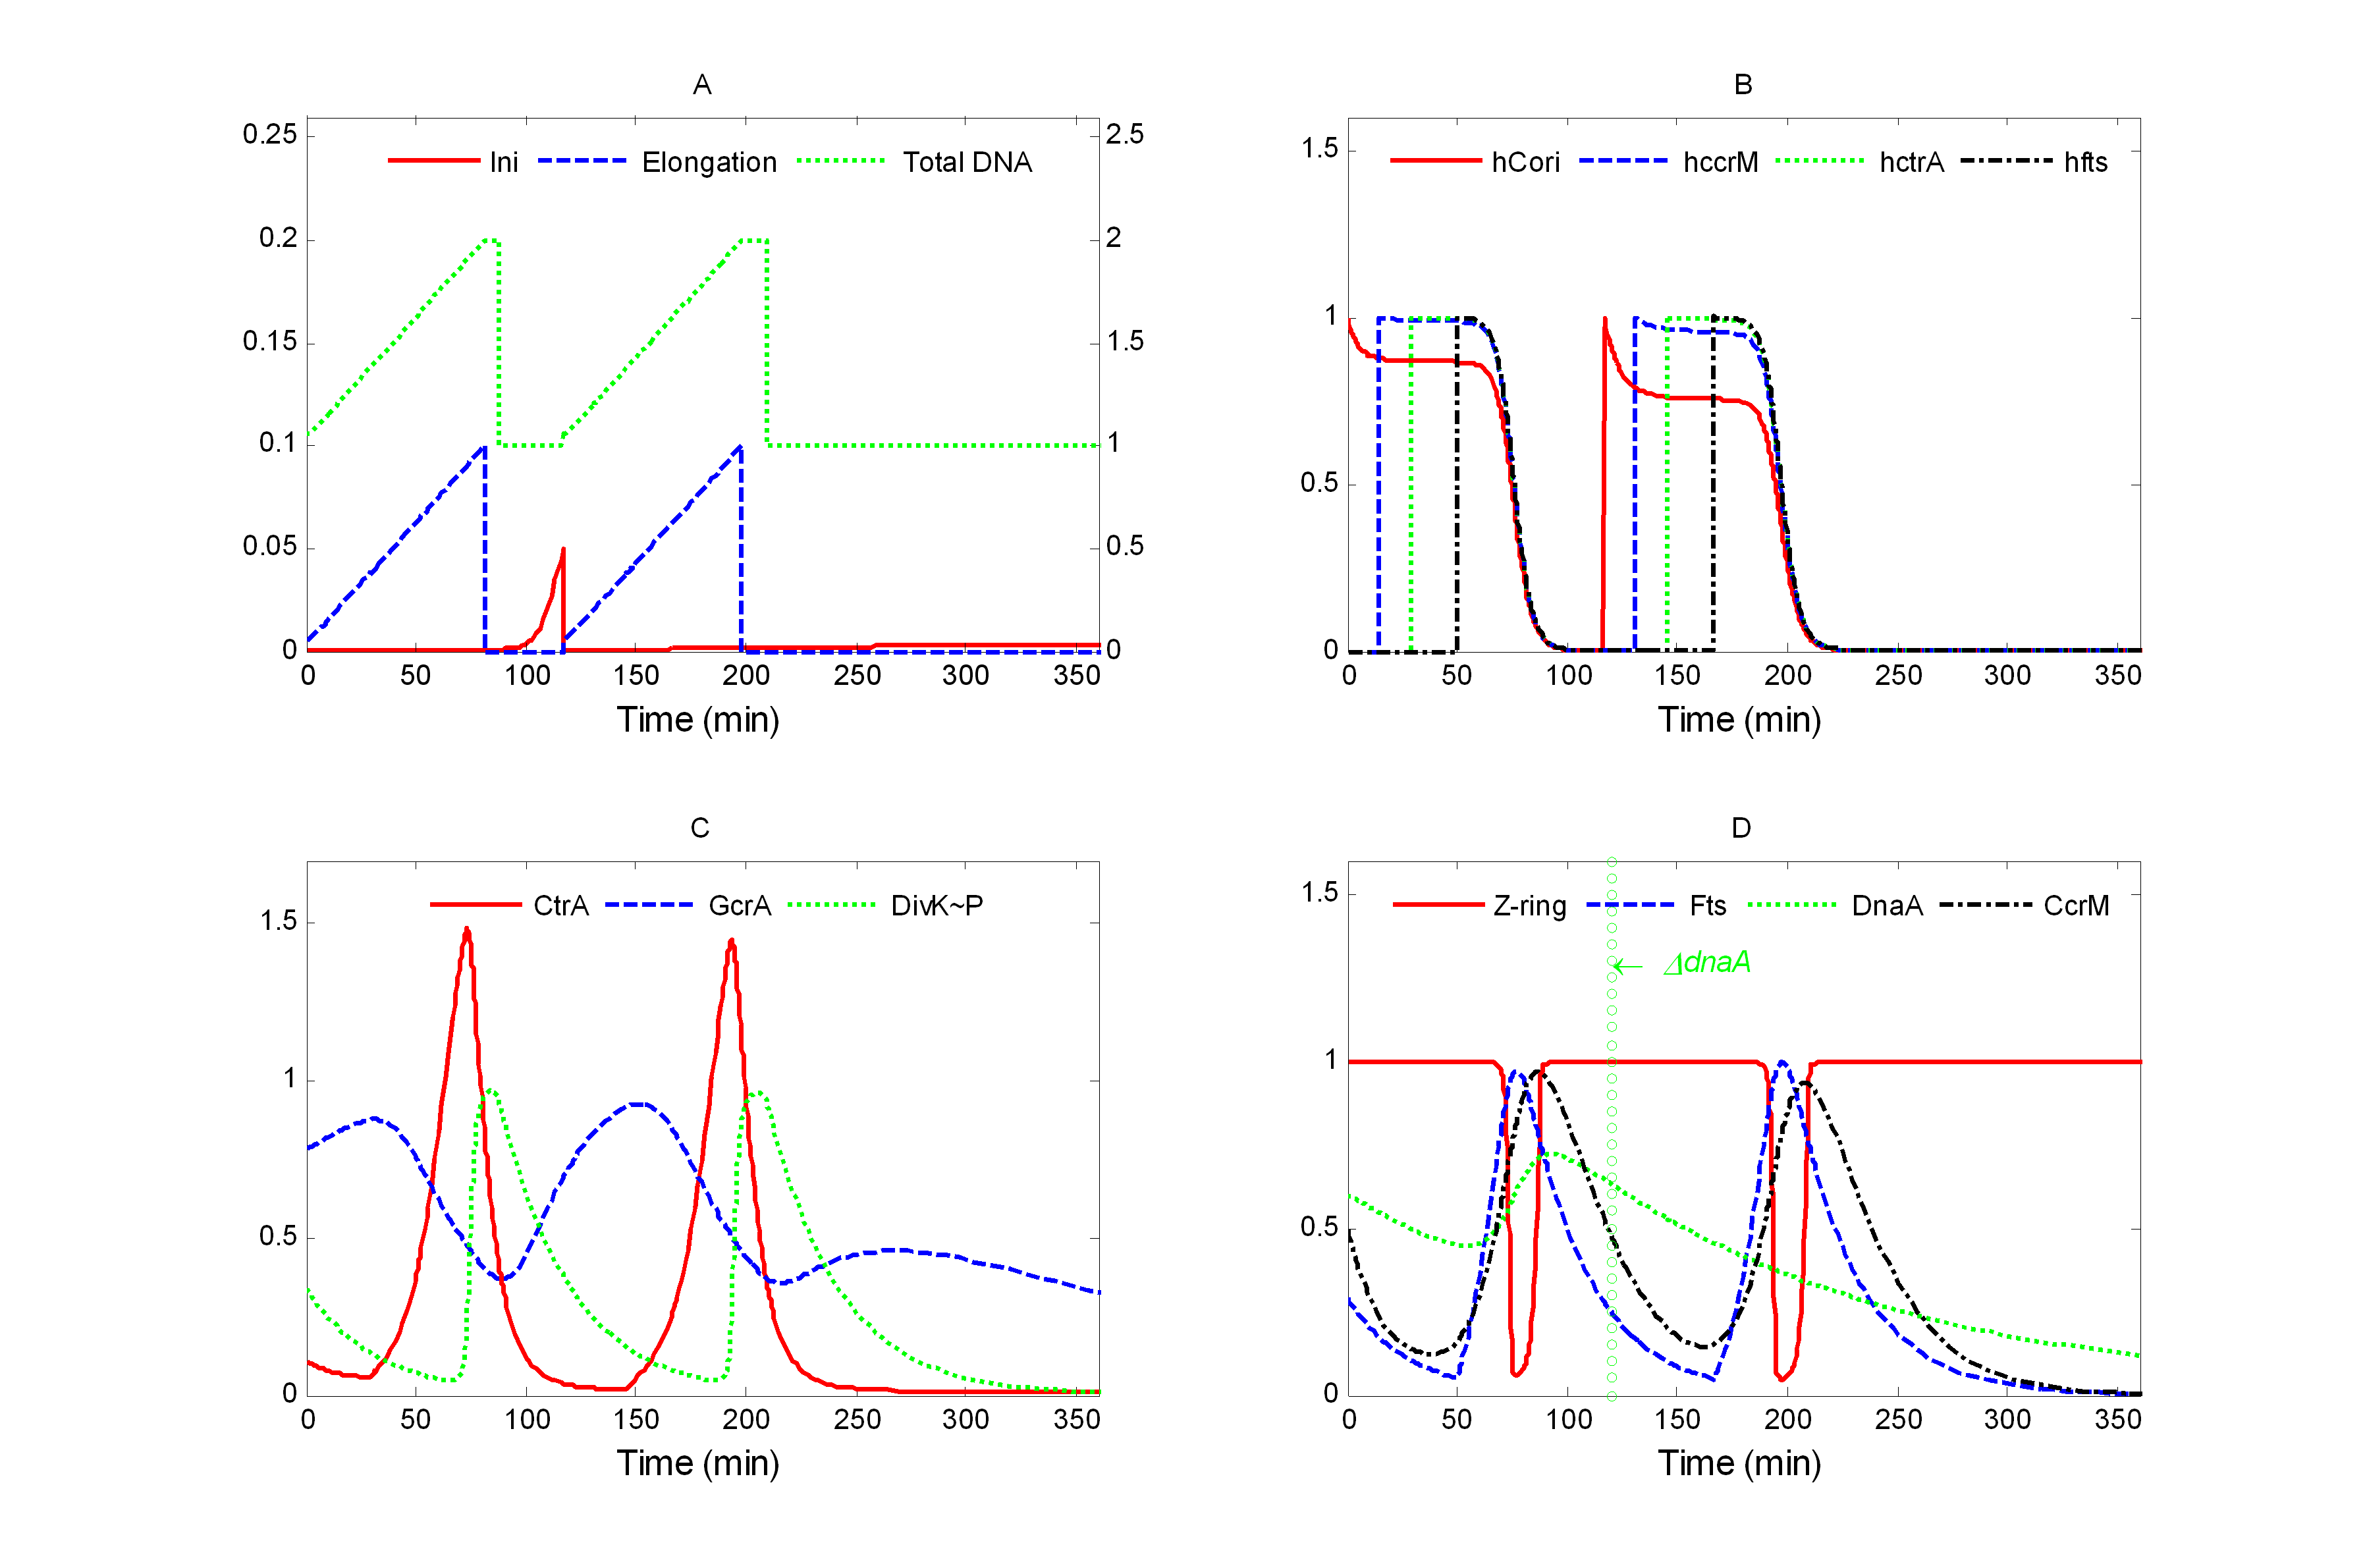 A
0.25
0.2
0.15
0.1
0.05
0
2.5
2
1.5
1
0.5
0
Ini Elongation Total DNA
0 50 100 150 200 250 300 350
Time (min)
B
1.5
1
0.5
0
hCori hccrM hctrA hfts
0 50 100 150 200 250 300 350
Time (min)
C
1.5
1
0.5
0
CtrA GcrA DivK~P
0 50 100 150 200 250 300 350
Time (min)
D
1.5
1
0.5
0
Z-ring Fts DnaA CcrM
← ΔdnaA
0 50 100 150 200 250 300 350
Time (min)